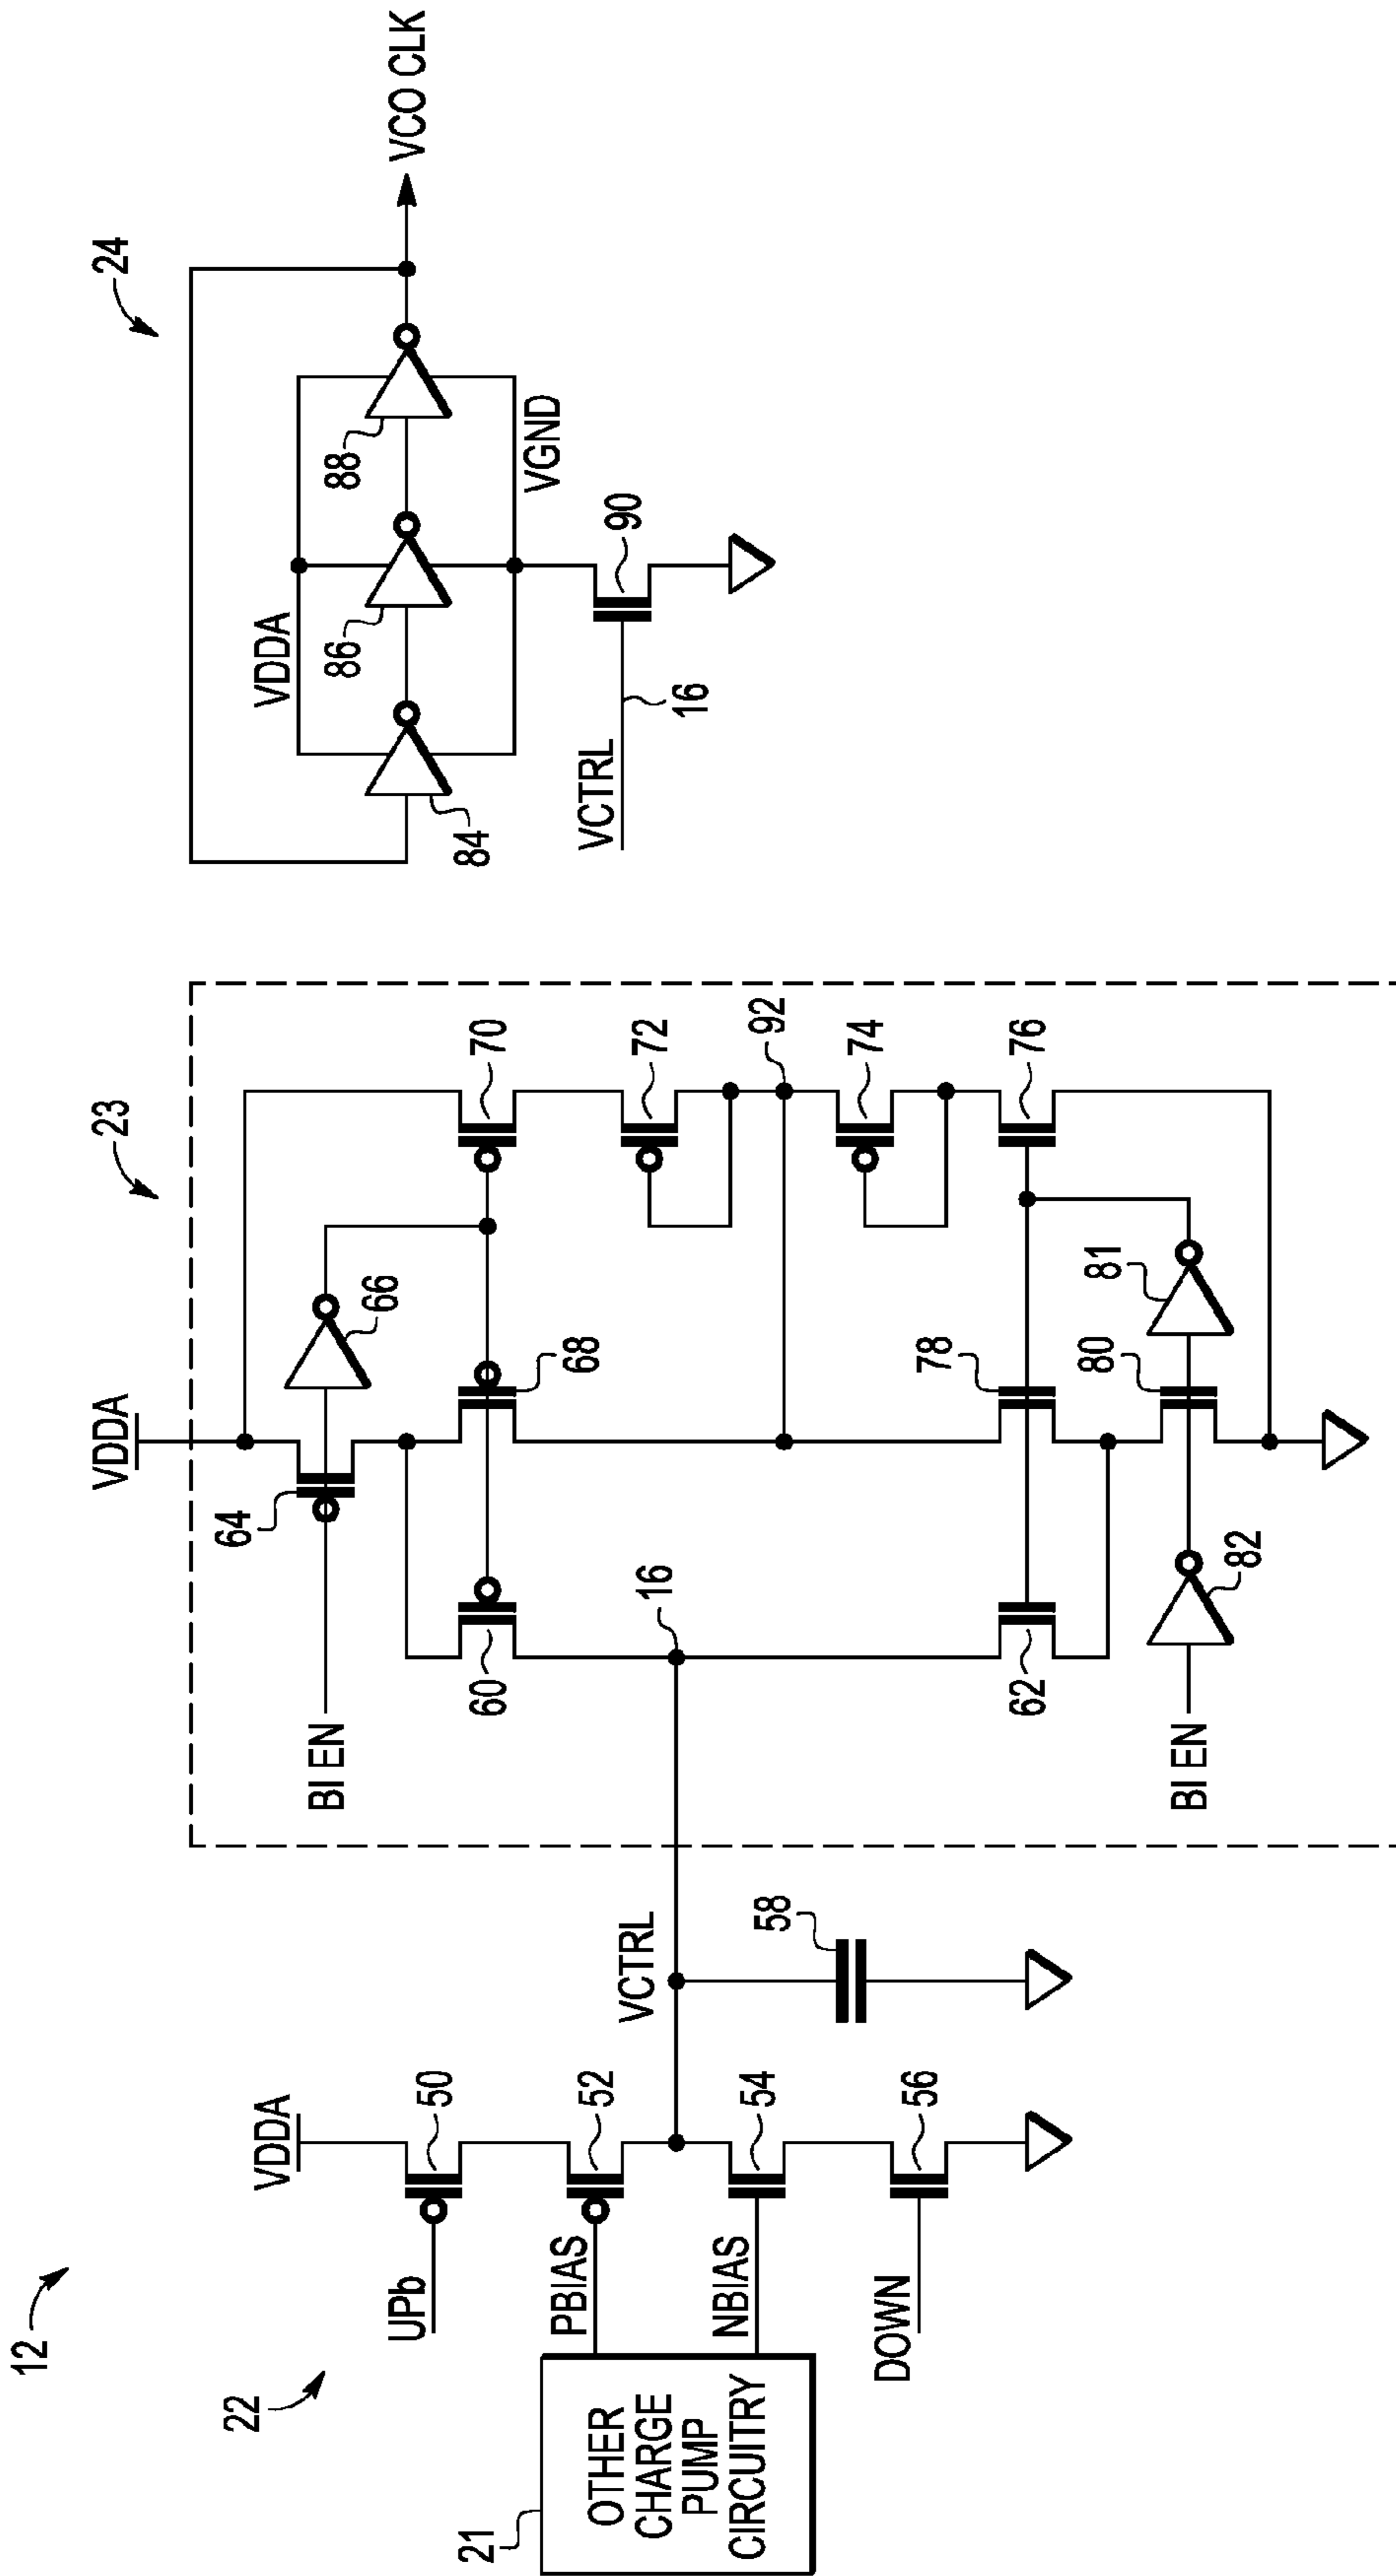 12
22
21
OTHER
CHARGE
PUMP
CIRCUITRY
VDDA
UPb
50
PBIAS
52
NBIAS
54
DOWN
56
VCTRL
58
23
VDDA
BI EN
64
66
60
68
70
72
16
92
74
62
78
76
BI EN
82
80
81
24
VDDA
84
86
88
VGND
VCO CLK
VCTRL
16
90